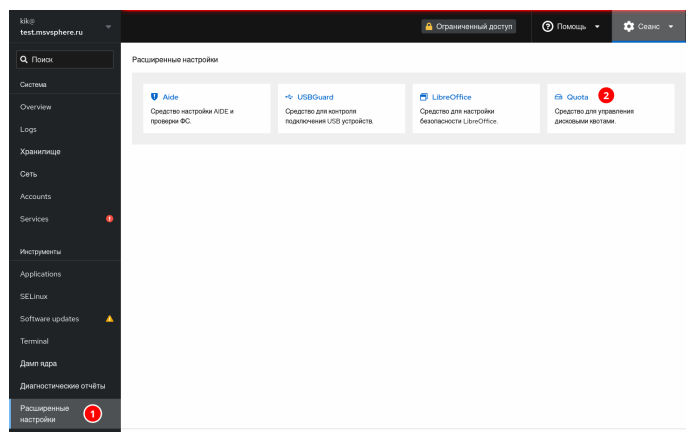 kik@
test.msvsphere.ru
Ограниченный доступ
Помощь
Сеанс
Поиск
Система
Overview
Logs
Хранилище
Сеть
Accounts
Services
Инструменты
Applications
SELinux
Software updates
Terminal
Дамп ядра
Диагностические отчёты
Расширенные
настройки
1
Расширенные настройки
Aide
Средство настройки AIDE и
проверки ФС.
USBGuard
Средство для контроля
подключения USB устройств.
LibreOffice
Средство для настройки
безопасности LibreOffice.
Quota
2
Средство для управления
дисковыми квотами.